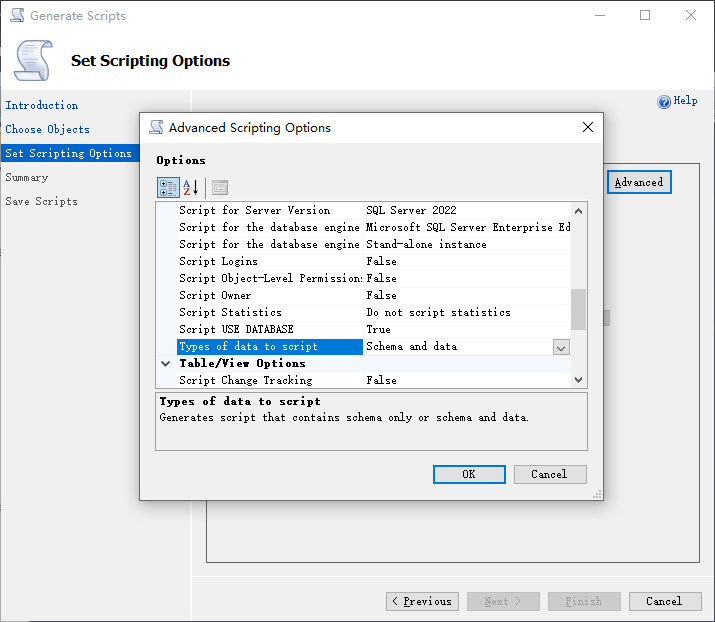 Generate Scripts
Set Scripting Options
Help
Introduction
Choose Objects
Set Scripting Options
Summary
Save Scripts
Advanced
Advanced Scripting Options
Options
Script for Server Version SQL Server 2022
Script for the database engine Microsoft SQL Server Enterprise Ed
Script for the database engine Stand-alone instance
Script Logins False
Script Object-Level Permission: False
Script Owner False
Script Statistics Do not script statistics
Script USE DATABASE True
Types of data to script Schema and data
Table/View Options
Script Change Tracking False
Types of data to script
Generates script that contains schema only or schema and data.
OK Cancel
< Previous Next > Finish Cancel